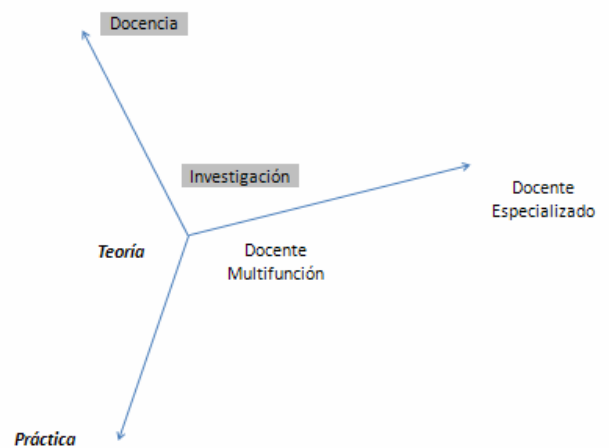 Docencia
Investigación
Docente
Especializado
Teoría
Docente
Multifunción
Práctica